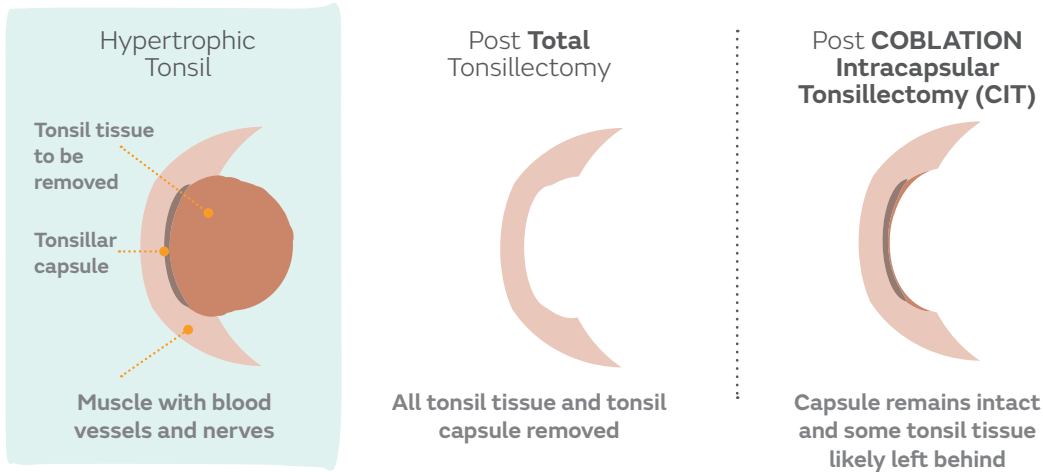 Hypertrophic
Tonsil
Tonsil tissue
to be
removed
Tonsillar
capsule
Muscle with blood
vessels and nerves
Post Total
Tonsillectomy
All tonsil tissue and tonsil
capsule removed
Post COBLATION
Intracapsular
Tonsillectomy (CIT)
Capsule remains intact
and some tonsil tissue
likely left behind